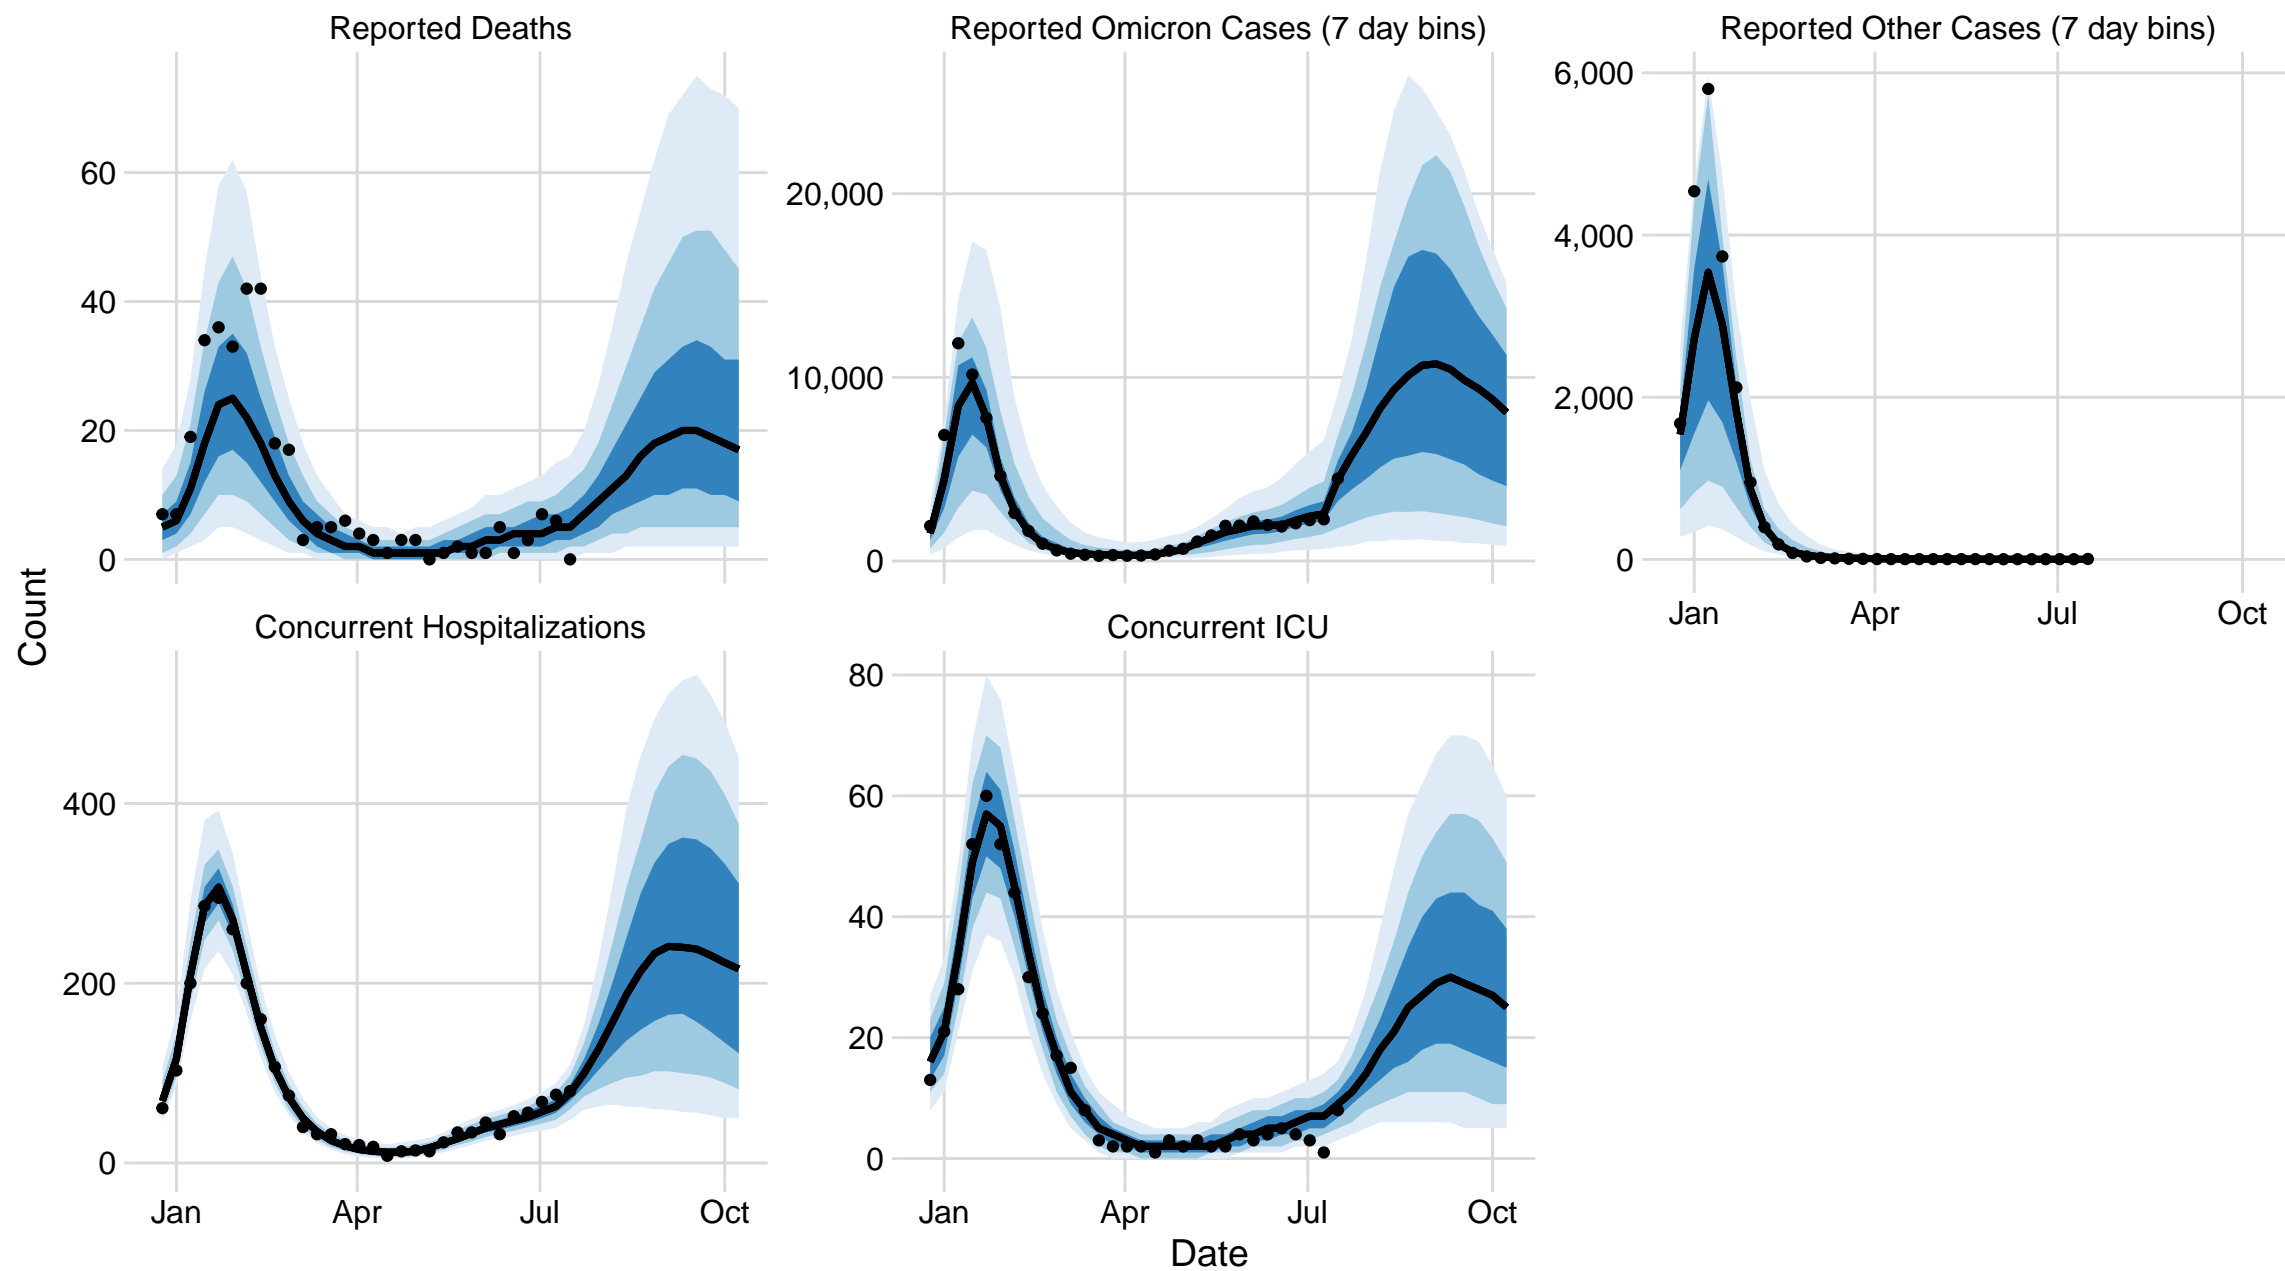 Reported Deaths
Reported Omicron Cases (7 day bins)
Reported Other Cases (7 day bins)
60
40
20
0
20,000
10,000
0
6,000
4,000
2,000
0
Jan Apr Jul Oct
Count
Concurrent Hospitalizations
Concurrent ICU
400
200
0
Jan Apr Jul Oct
80
60
40
20
0
Jan Apr Jul Oct
Date